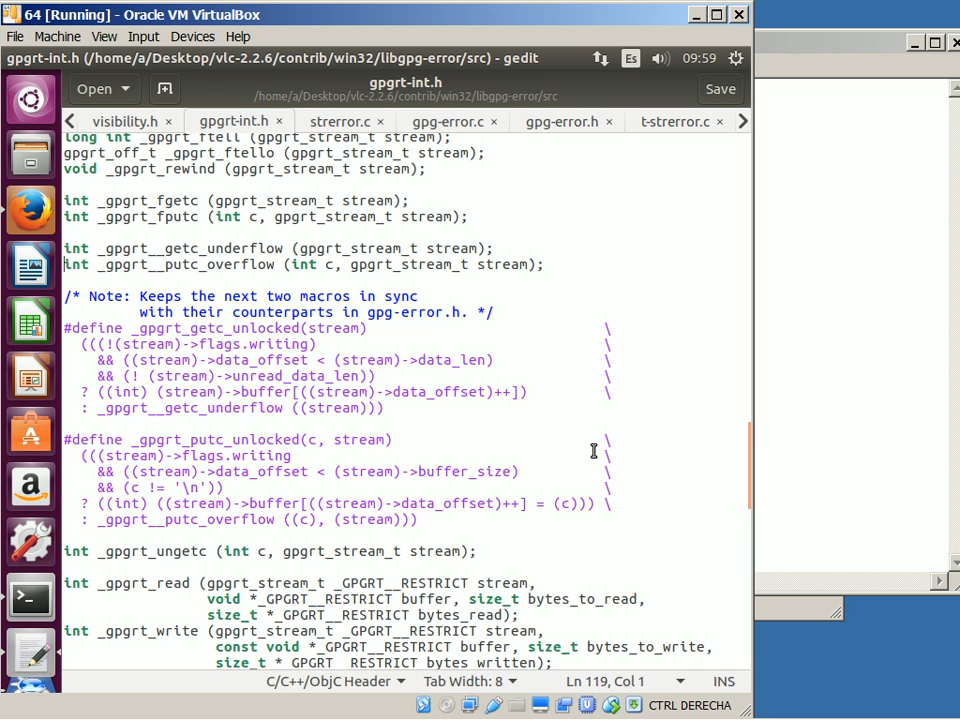 64 [Running] - Oracle VM VirtualBox
File Machine View Input Devices Help
gpgrt-int.h (/home/a/Desktop/vlc-2.2.6/contrib/win32/libgpg-error/src) - gedit Es 09:59
Open gpgrt-int.h Save
/home/a/Desktop/vlc-2.2.6/contrib/win32/libgpg-error/src
visibility.h × gpgrt-int.h × strerror.c × gpg-error.c × gpg-error.h × t-strerror.c ×
long int _gpgrt_ftell (gpgrt_stream_t stream);
gpgrt_off_t _gpgrt_ftello (gpgrt_stream_t stream);
void _gpgrt_rewind (gpgrt_stream_t stream);
int _gpgrt_fgetc (gpgrt_stream_t stream);
int _gpgrt_fputc (int c, gpgrt_stream_t stream);
int _gpgrt__getc_underflow (gpgrt_stream_t stream);
int _gpgrt__putc_overflow (int c, gpgrt_stream_t stream);
/* Note: Keeps the next two macros in sync
with their counterparts in gpg-error.h. */
#define _gpgrt_getc_unlocked(stream) \
(((!(stream)->flags.writing) \
&& ((stream)->data_offset < (stream)->data_len) \
&& (! (stream)->unread_data_len)) \
? ((int) (stream)->buffer[((stream)->data_offset)++]) \
: _gpgrt__getc_underflow ((stream)))
#define _gpgrt_putc_unlocked(c, stream) \
(((stream)->flags.writing \
&& ((stream)->data_offset < (stream)->buffer_size) \
&& (c != '\n')) \
? ((int) ((stream)->buffer[((stream)->data_offset)++] = (c))) \
: _gpgrt__putc_overflow ((c), (stream)))
int _gpgrt_ungetc (int c, gpgrt_stream_t stream);
int _gpgrt_read (gpgrt_stream_t _GPGRT__RESTRICT stream,
void *_GPGRT__RESTRICT buffer, size_t bytes_to_read,
size_t *_GPGRT__RESTRICT bytes_read);
int _gpgrt_write (gpgrt_stream_t _GPGRT__RESTRICT stream,
const void *_GPGRT__RESTRICT buffer, size_t bytes_to_write,
size_t *_GPGRT__RESTRICT bytes_written);
C/C++/ObjC Header Tab Width: 8 Ln 119, Col 1 INS
CTRL DERECHA